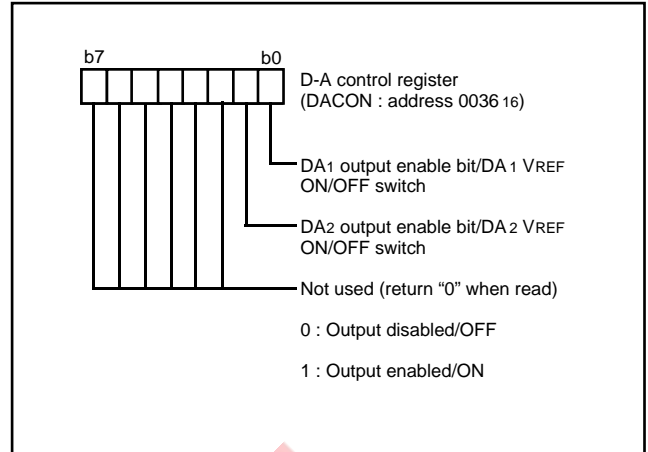 b7 b0
D-A control register
(DACON : address 0036 16)
DA1 output enable bit/DA 1 VREF
ON/OFF switch
DA2 output enable bit/DA 2 VREF
ON/OFF switch
Not used (return “0” when read)
0 : Output disabled/OFF
1 : Output enabled/ON